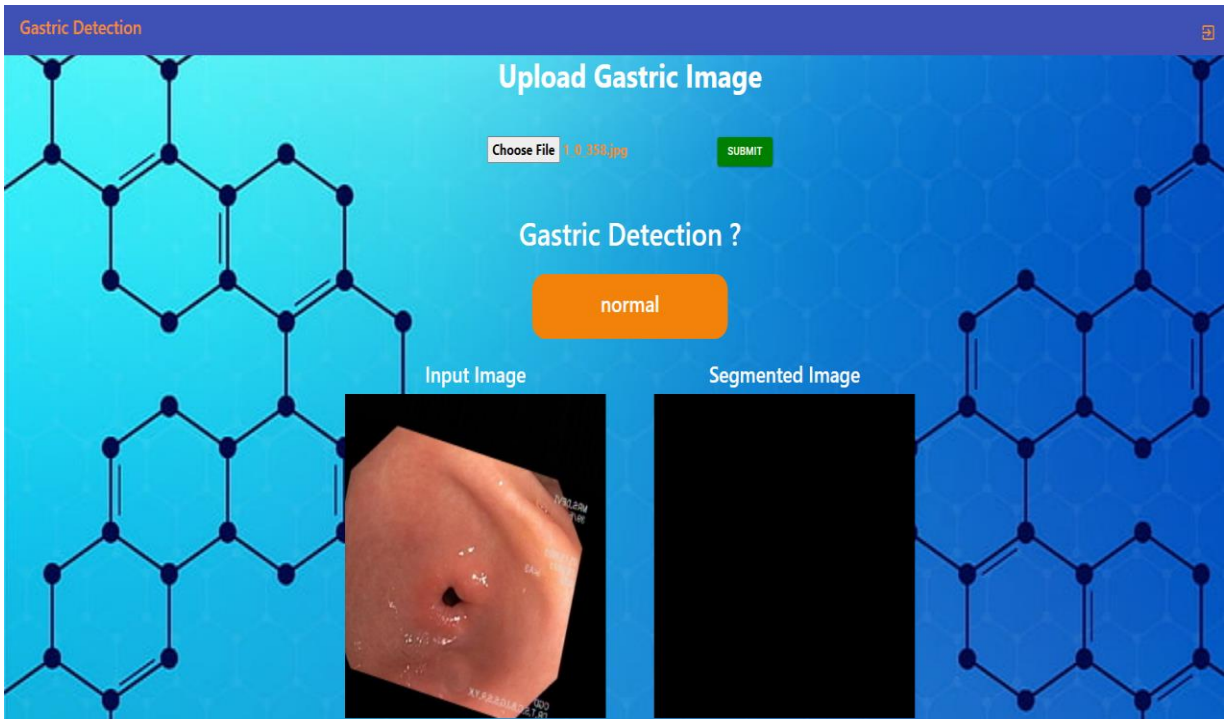 Gastric Detection
Upload Gastric Image
Choose File 1_0_358.jpg
SUBMIT
Gastric Detection ?
normal
Input Image
Segmented Image